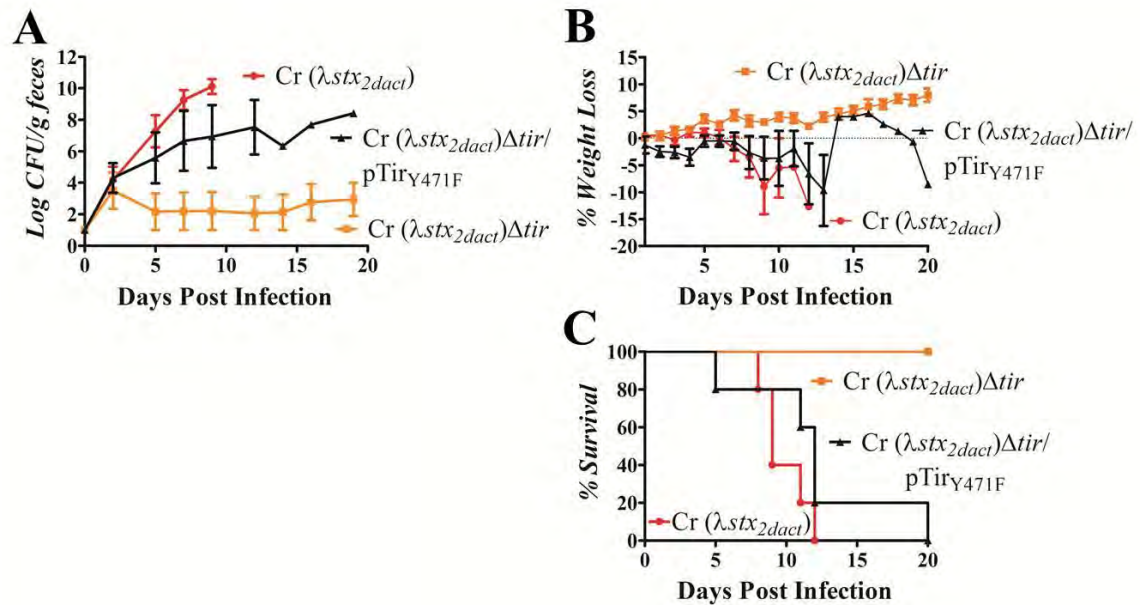 A
Log CFU/g feces
12
10
8
6
4
2
0
0 5 10 15 20
Days Post Infection
Cr (λstx2dact)
Cr (λstx2dact)Δtir/
pTirY471F
Cr (λstx2dact)Δtir
B
% Weight Loss
15
10
5
0
-5
-10
-15
-20
5 10 15 20
Days Post Infection
Cr (λstx2dact)Δtir
Cr (λstx2dact)Δtir/
pTirY471F
Cr (λstx2dact)
C
% Survival
100
80
60
40
20
0
0 5 10 15 20
Days Post Infection
Cr (λstx2dact)Δtir
Cr (λstx2dact)Δtir/
pTirY471F
Cr (λstx2dact)